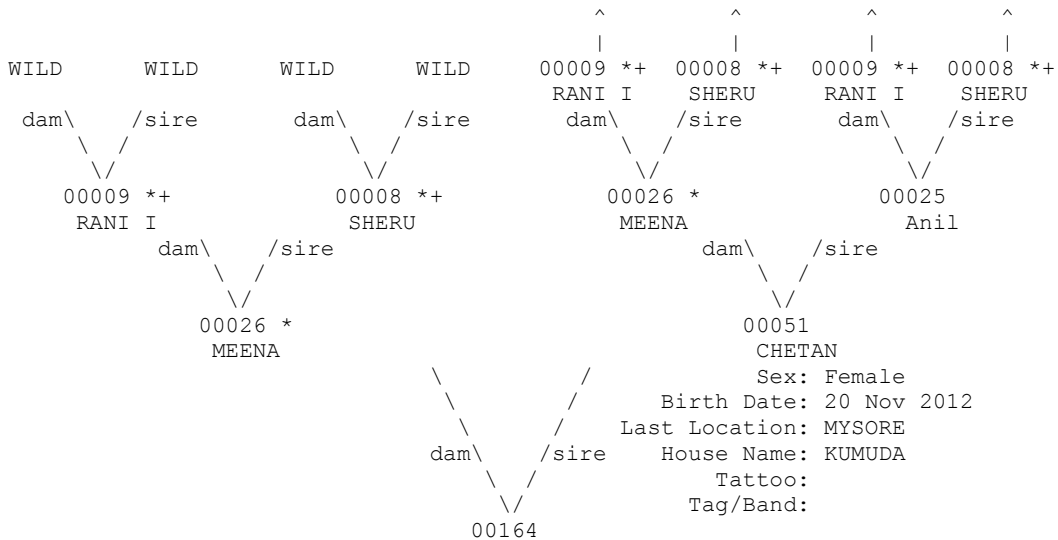 ^         ^         ^         ^
                                          |         |         |         |
WILD      WILD      WILD      WILD     00009 *+  00008 *+  00009 *+  00008 *+
                                        RANI I    SHERU     RANI I    SHERU
 dam\      /sire     dam\      /sire     dam\      /sire     dam\      /sire
     \  /                \  /                \  /                \  /
      \/                  \/                  \/                  \/
    00009 *+            00008 *+            00026 *             00025
     RANI I              SHERU               MEENA               Anil
           dam\      /sire                         dam\      /sire
               \  /                                    \  /
                \/                                      \/
              00026 *                                 00051
               MEENA                                   CHETAN
                               \          /            Sex: Female
                                \        /      Birth Date: 20 Nov 2012
                                 \      /    Last Location: MYSORE
                               dam\      /sire  House Name: KUMUDA
                                   \  /             Tattoo:
                                    \/            Tag/Band:
                                  00164